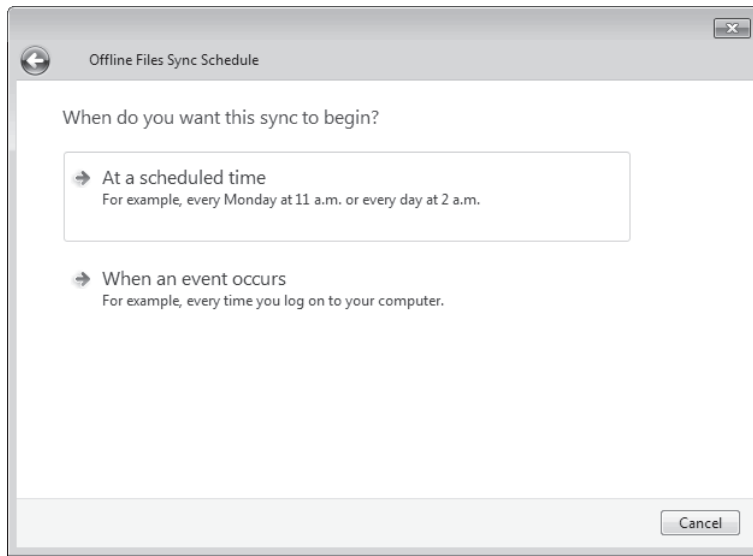 Offline Files Sync Schedule
When do you want this sync to begin?
At a scheduled time
For example, every Monday at 11 a.m. or every day at 2 a.m.
When an event occurs
For example, every time you log on to your computer.
Cancel